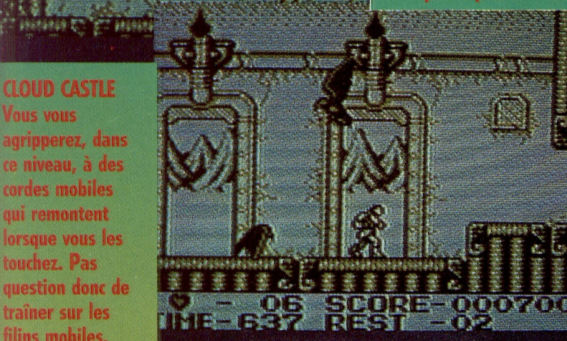 CLOUD CASTLE
Vous vous
agripperez, dans
ce niveau, à des
cordes mobiles
qui remontent
lorsque vous les
touchez. Pas
question donc de
traîner sur les
filins mobiles.
- 06 SCORE-000700
TIME-637 REST -02